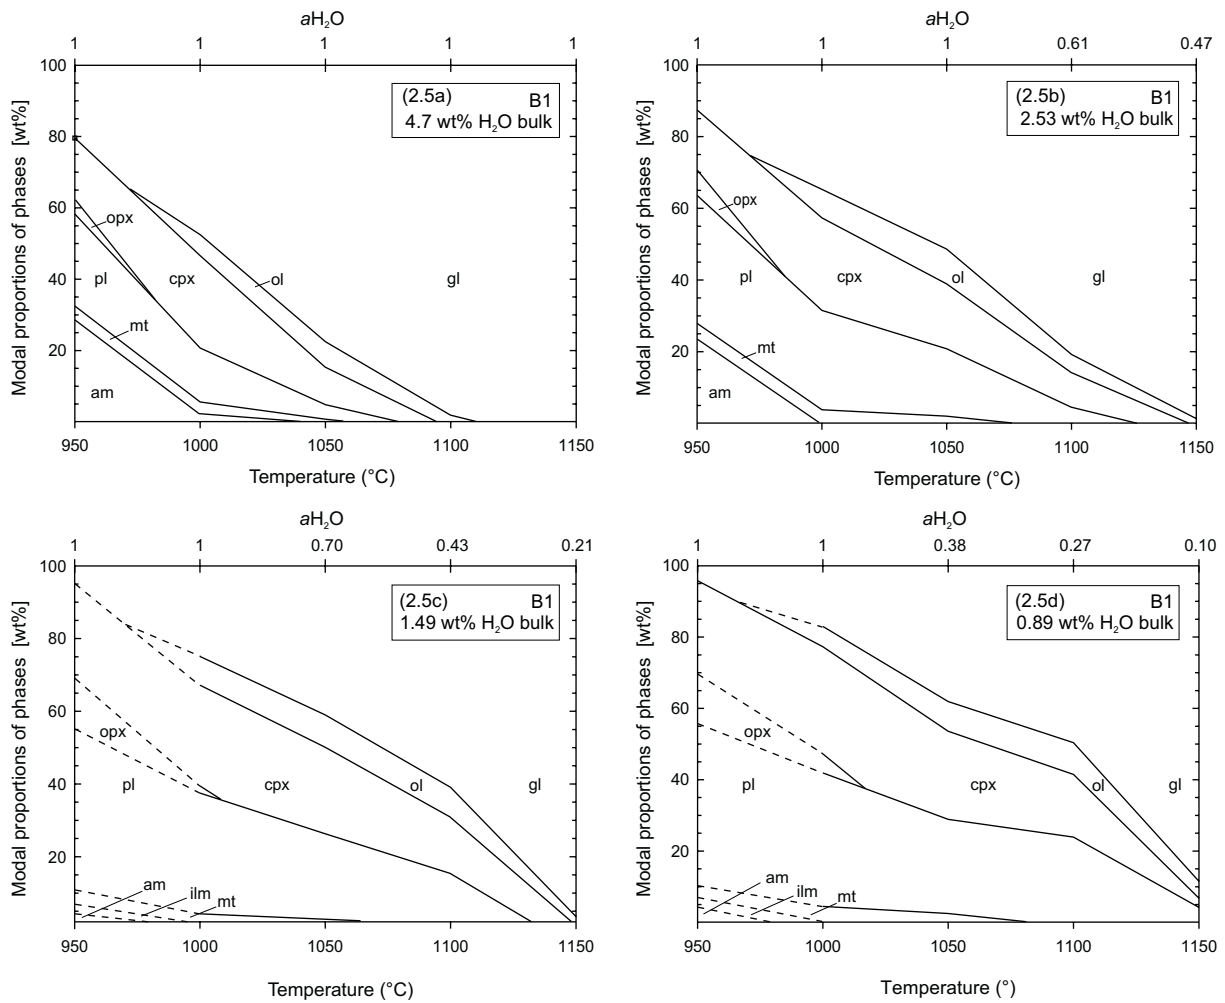 aH₂O
1 1 1 1 1
100
80
60
40
20
Modal proportions of phases [wt%]
(2.5a) B1
4.7 wt% H₂O bulk
opx
pl
cpx
ol
gl
mt
am
950 1000 1050 1100 1150
Temperature (°C)
aH₂O
1 1 1 0.61 0.47
100
80
60
40
20
Modal proportions of phases [wt%]
(2.5b) B1
2.53 wt% H₂O bulk
opx
pl
cpx
ol
gl
mt
am
950 1000 1050 1100 1150
Temperature (°C)
aH₂O
1 1 0.70 0.43 0.21
100
80
60
40
20
Modal proportions of phases [wt%]
(2.5c) B1
1.49 wt% H₂O bulk
opx
pl
cpx
ol
gl
am
ilm
mt
950 1000 1050 1100 1150
Temperature (°C)
aH₂O
1 1 0.38 0.27 0.10
100
80
60
40
20
Modal proportions of phases [wt%]
(2.5d) B1
0.89 wt% H₂O bulk
opx
pl
cpx
ol
gl
am
ilm
mt
950 1000 1050 1100 1150
Temperature (°)